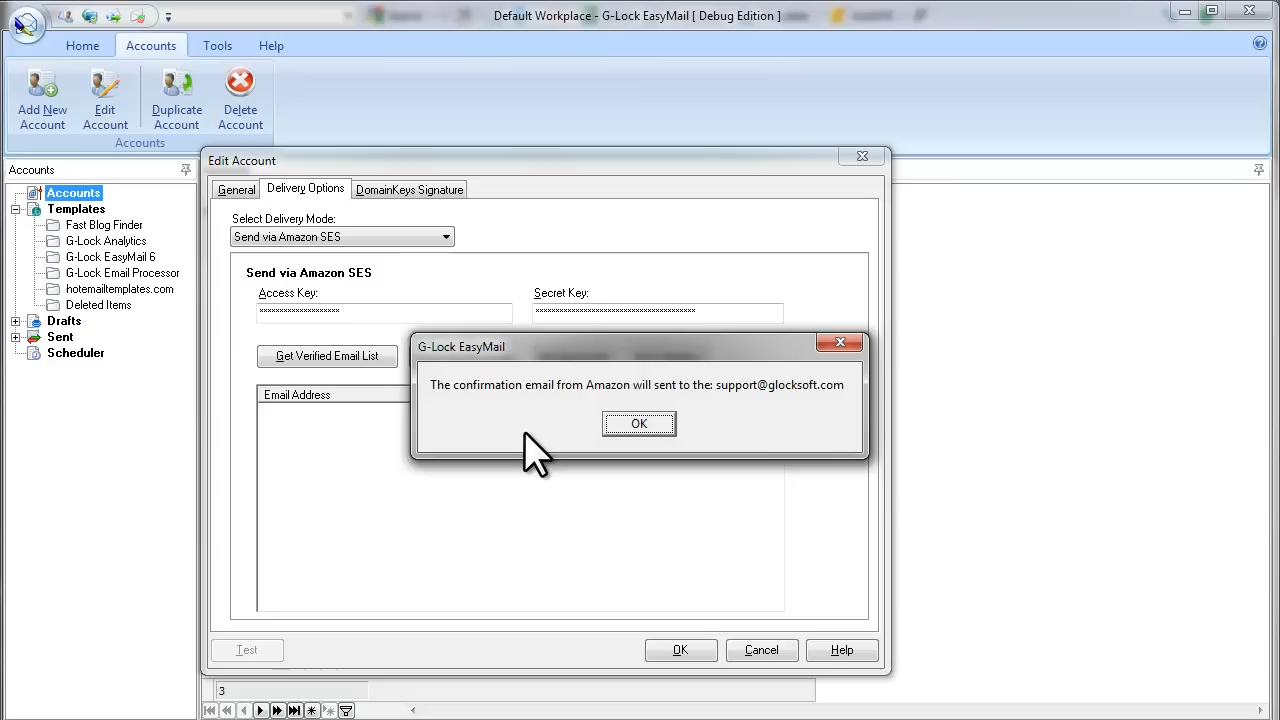 Default Workplace - G-Lock EasyMail [ Debug Edition ]
Home Accounts Tools Help
Add New Account
Edit Account
Duplicate Account
Delete Account
Accounts
Accounts
Accounts
Templates
Fast Blog Finder
G-Lock Analytics
G-Lock EasyMail 6
G-Lock Email Processor
hotemailtemplates.com
Deleted Items
Drafts
Sent
Scheduler
Edit Account
General Delivery Options DomainKeys Signature
Select Delivery Mode:
Send via Amazon SES
Send via Amazon SES
Access Key: Secret Key:
Get Verified Email List
Email Address
G-Lock EasyMail
The confirmation email from Amazon will sent to the: support@glocksoft.com
OK
Test OK Cancel Help
3